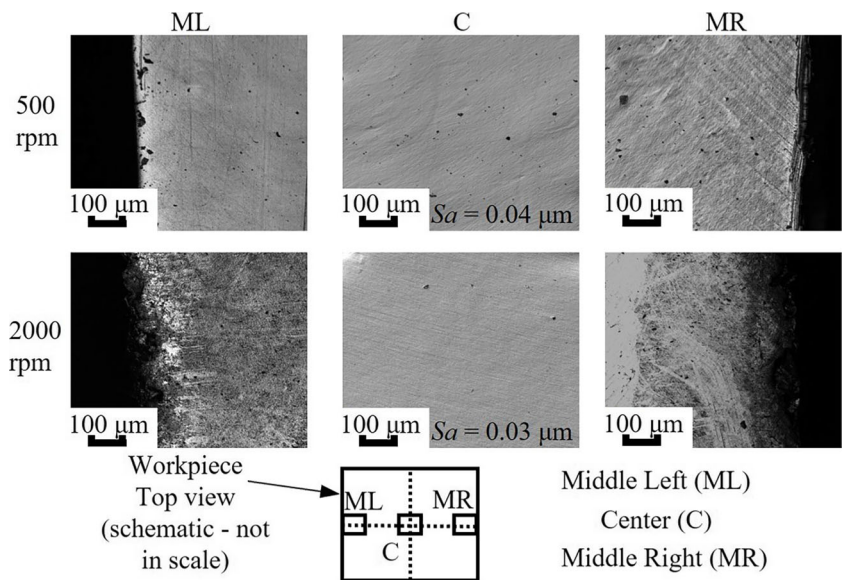 ML C MR
500
rpm
100 μm 100 μm Sa = 0.04 μm 100 μm
2000
rpm
100 μm 100 μm Sa = 0.03 μm 100 μm
Workpiece
Top view
(schematic - not
in scale)
ML MR
C
Middle Left (ML)
Center (C)
Middle Right (MR)